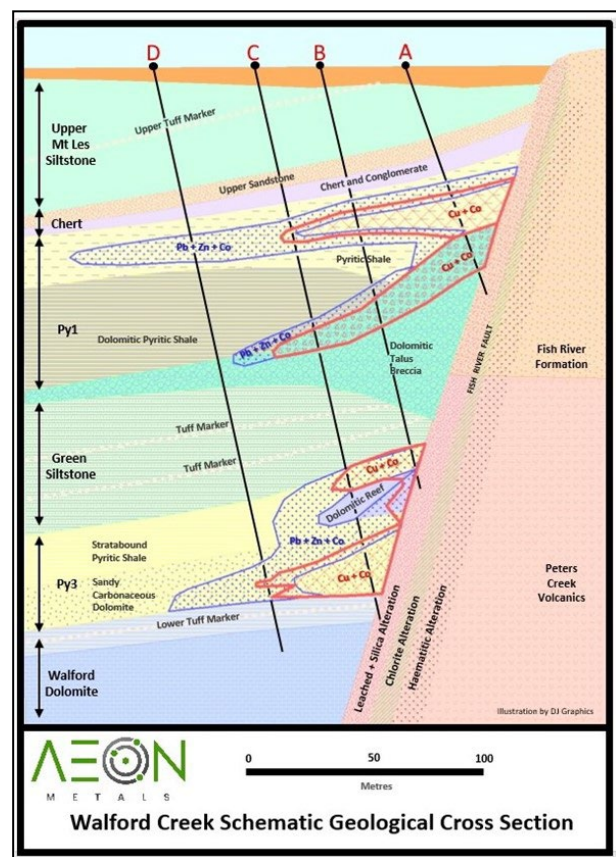 D
C
B
A
Upper
Mt Les
Siltstone
Upper Tuff Marker
Upper Sandstone
Chert and Conglomerate
Chert
Cu + Co
Pb + Zn + Co
Pyritic Shale
Cu + Co
Py1
Dolomitic Pyritic Shale
Pb + Zn + Co
Dolomitic
Talus
Breccia
FISH RIVER FAULT
Fish River
Formation
Green
Siltstone
Tuff Marker
Tuff Marker
Cu + Co
Dolomitic Reef
Pb + Zn + Co
Stratabound
Pyritic Shale
Py3
Sandy
Carbonaceous
Dolomite
Cu + Co
Lower Tuff Marker
Peters
Creek
Volcanics
Walford
Dolomite
Leached + Silica Alteration
Chlorite Alteration
Haematitic Alteration
Illustration by DJ Graphics
AEON
METALS
0 50 100
Metres
Walford Creek Schematic Geological Cross Section